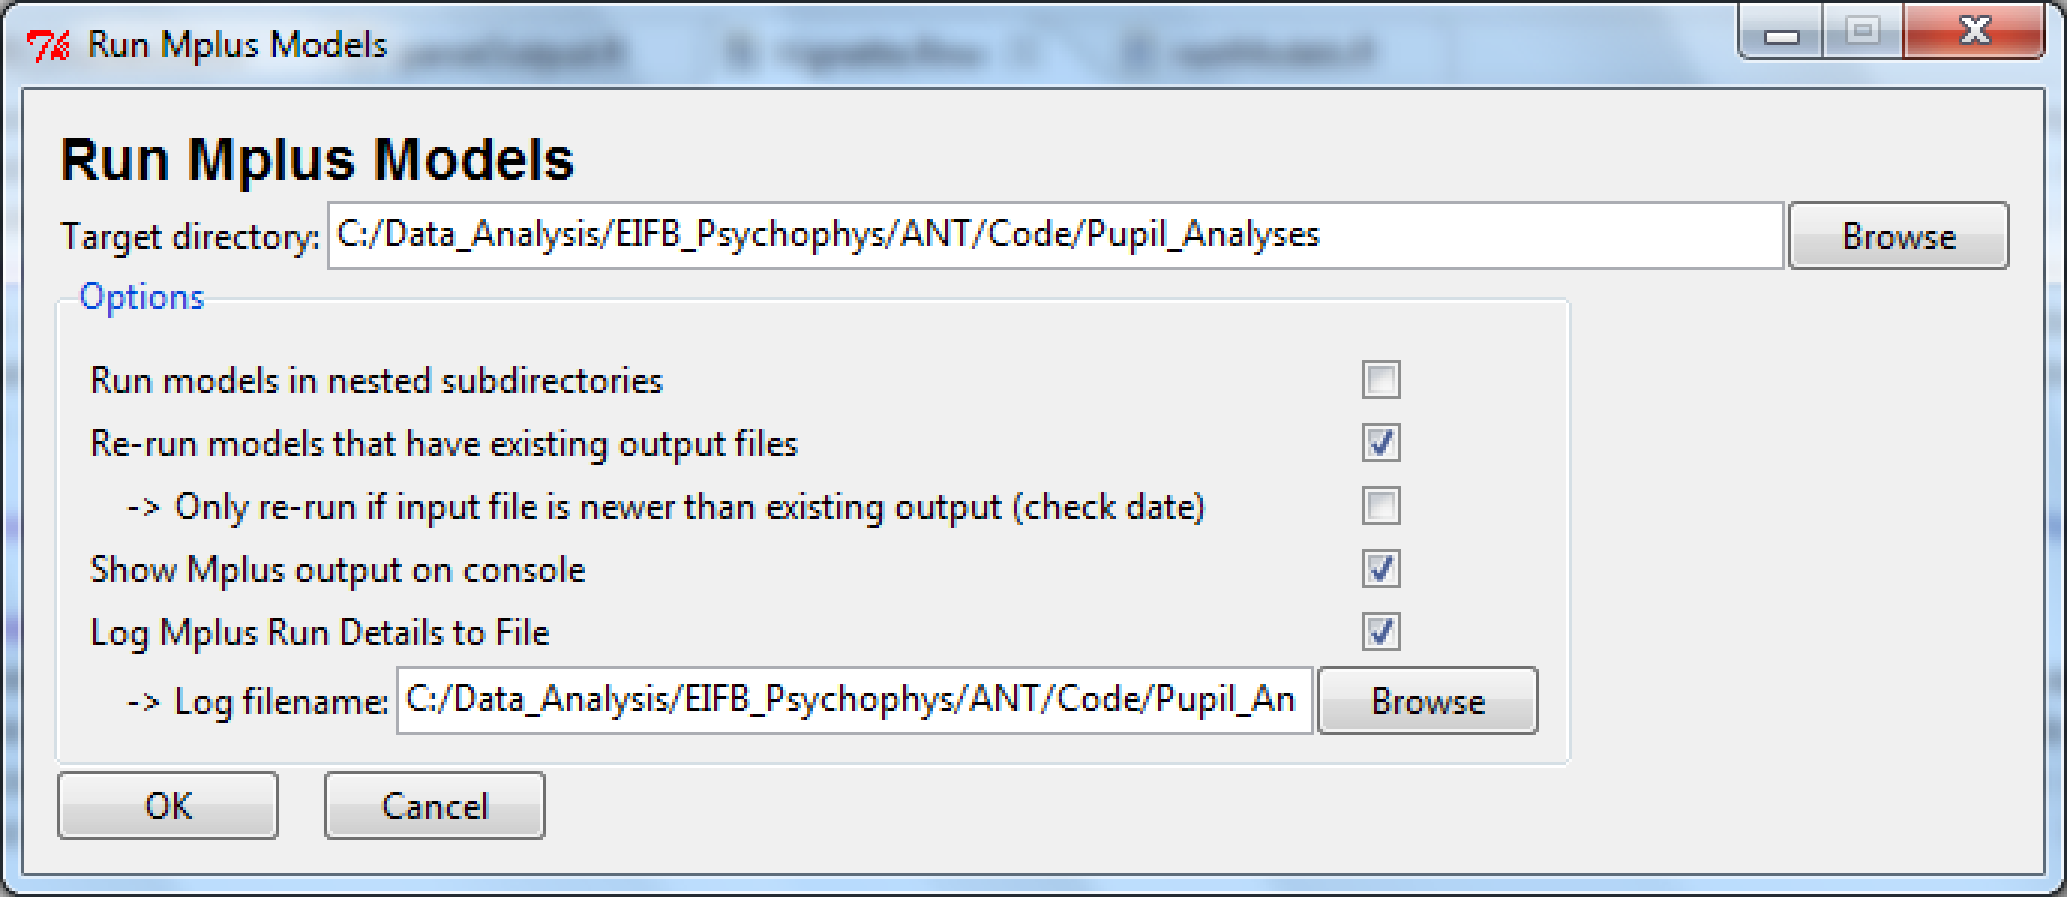 Run Mplus Models
Run Mplus Models
Target directory: C:/Data_Analysis/EIFB_Psychophys/ANT/Code/Pupil_Analyses Browse
Options
Run models in nested subdirectories
Re-run models that have existing output files
-> Only re-run if input file is newer than existing output (check date)
Show Mplus output on console
Log Mplus Run Details to File
-> Log filename: C:/Data_Analysis/EIFB_Psychophys/ANT/Code/Pupil_An Browse
OK Cancel